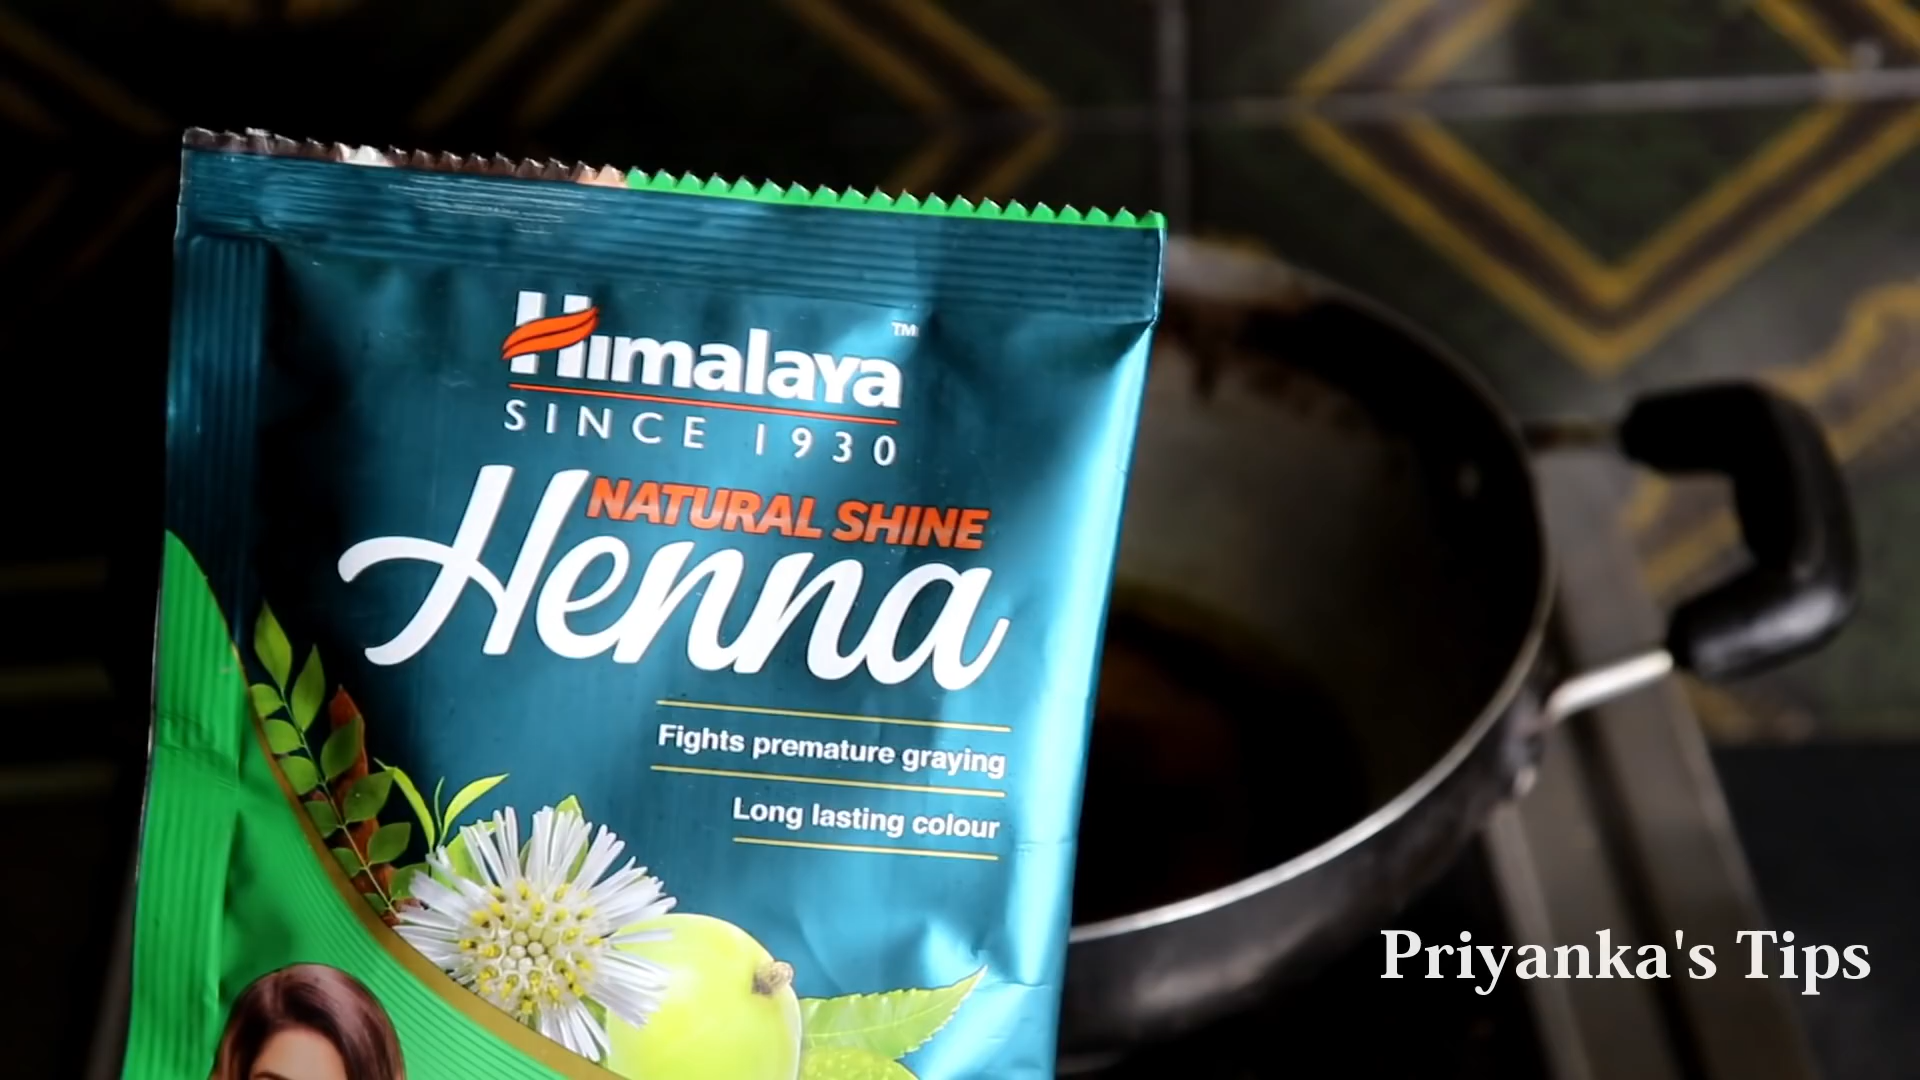 Himalaya™
SINCE 1930
NATURAL SHINE
Henna
Fights premature graying
Long lasting colour
Priyanka's Tips